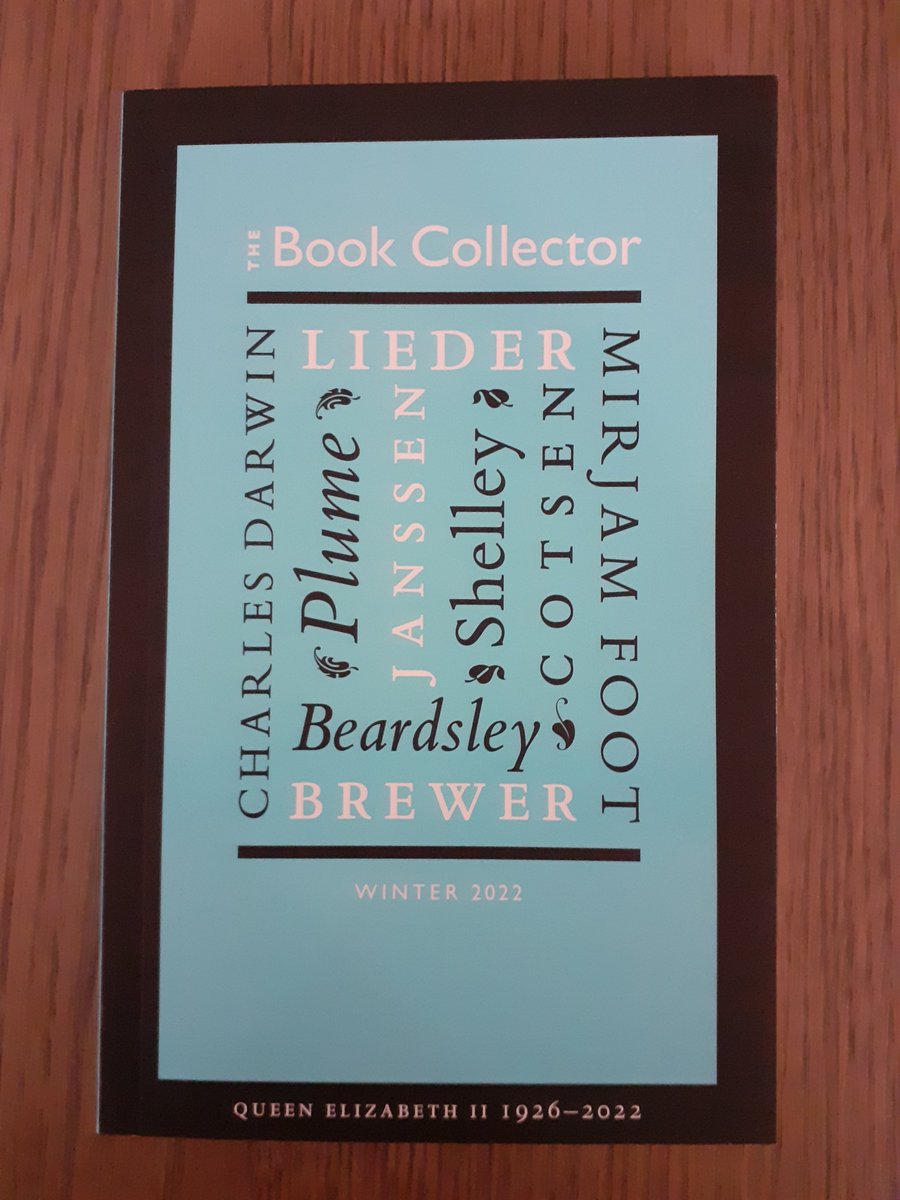 THE Book Collector
CHARLES DARWIN
LIEDER
Plume
JANSSEN
Shelley
COTSEN
MIRJAM FOOT
Beardsley
BREWER
WINTER 2022
QUEEN ELIZABETH II 1926–2022